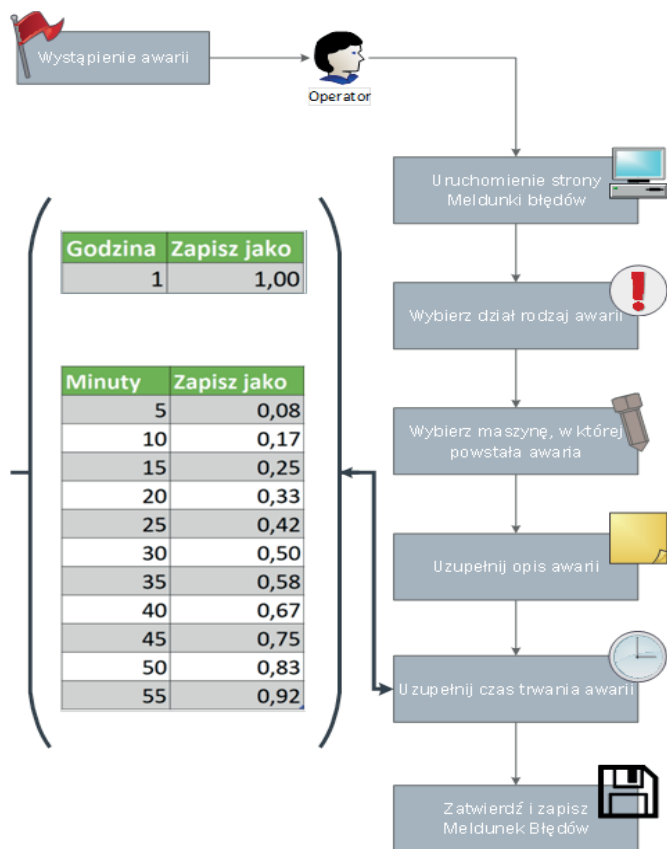 Wystąpienie awarii
Operator
Uruchomienie strony
Meldunki błędów
Wybierz dział rodzaj awarii
Wybierz maszynę, w której
powstała awaria
Uzupełnij opis awarii
Uzupełnij czas trwania awarii
Zatwierdź i zapisz
Meldunek Błędów
Godzina Zapisz jako
1 1,00
Minuty Zapisz jako
5 0,08
10 0,17
15 0,25
20 0,33
25 0,42
30 0,50
35 0,58
40 0,67
45 0,75
50 0,83
55 0,92